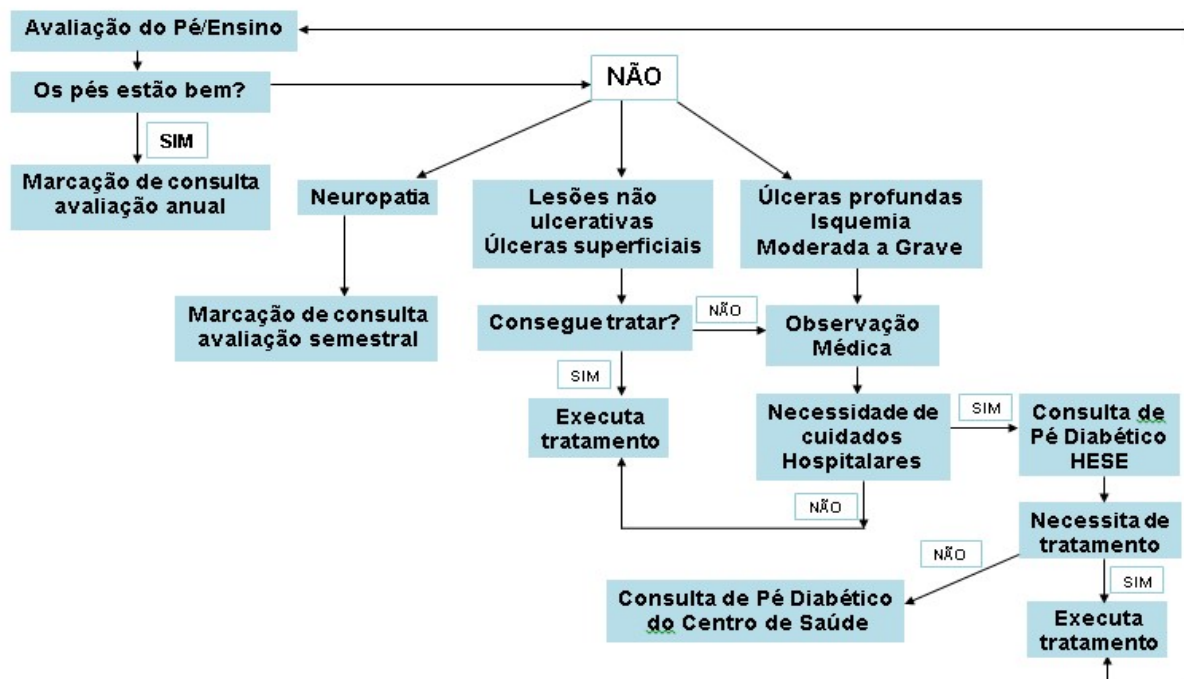 Avaliação do Pé/Ensino
Os pés estão bem?
NÃO
SIM
Marcação de consulta
avaliação anual
Neuropatia
Lesões não
ulcerativas
Úlceras superficiais
Úlceras profundas
Isquemia
Moderada a Grave
Marcação de consulta
avaliação semestral
Consegue tratar?
NÃO
Observação
Médica
SIM
Executa
tratamento
Necessidade de
cuidados
Hospitalares
SIM
Consulta de
Pé Diabético
HESE
NÃO
Necessita de
tratamento
NÃO
SIM
Consulta de Pé Diabético
do Centro de Saúde
Executa
tratamento